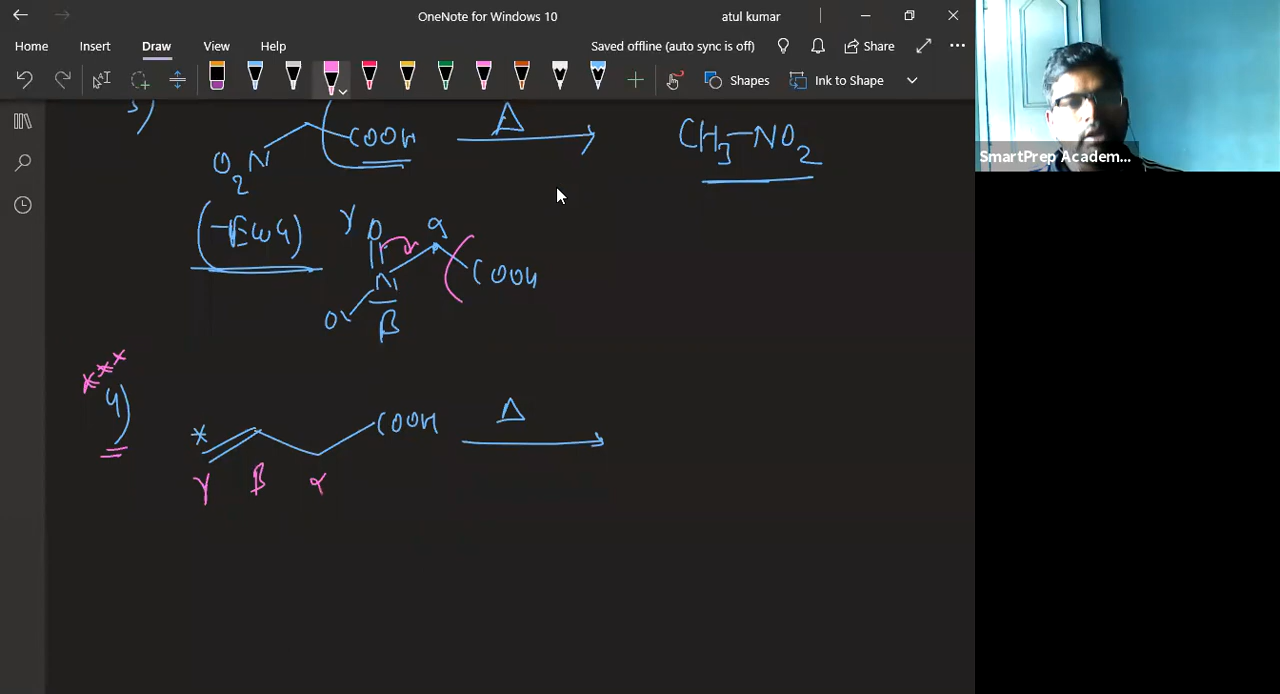 OneNote for Windows 10
atul kumar
Home Insert Draw View Help
Saved offline (auto sync is off)
Share
Shapes
Ink to Shape
SmartPrep Academ...
3)
O2N COOH Δ CH3-NO2
(-EWG)
γ O α
N COOH
O β
***
4)
* COOH Δ
γ β α